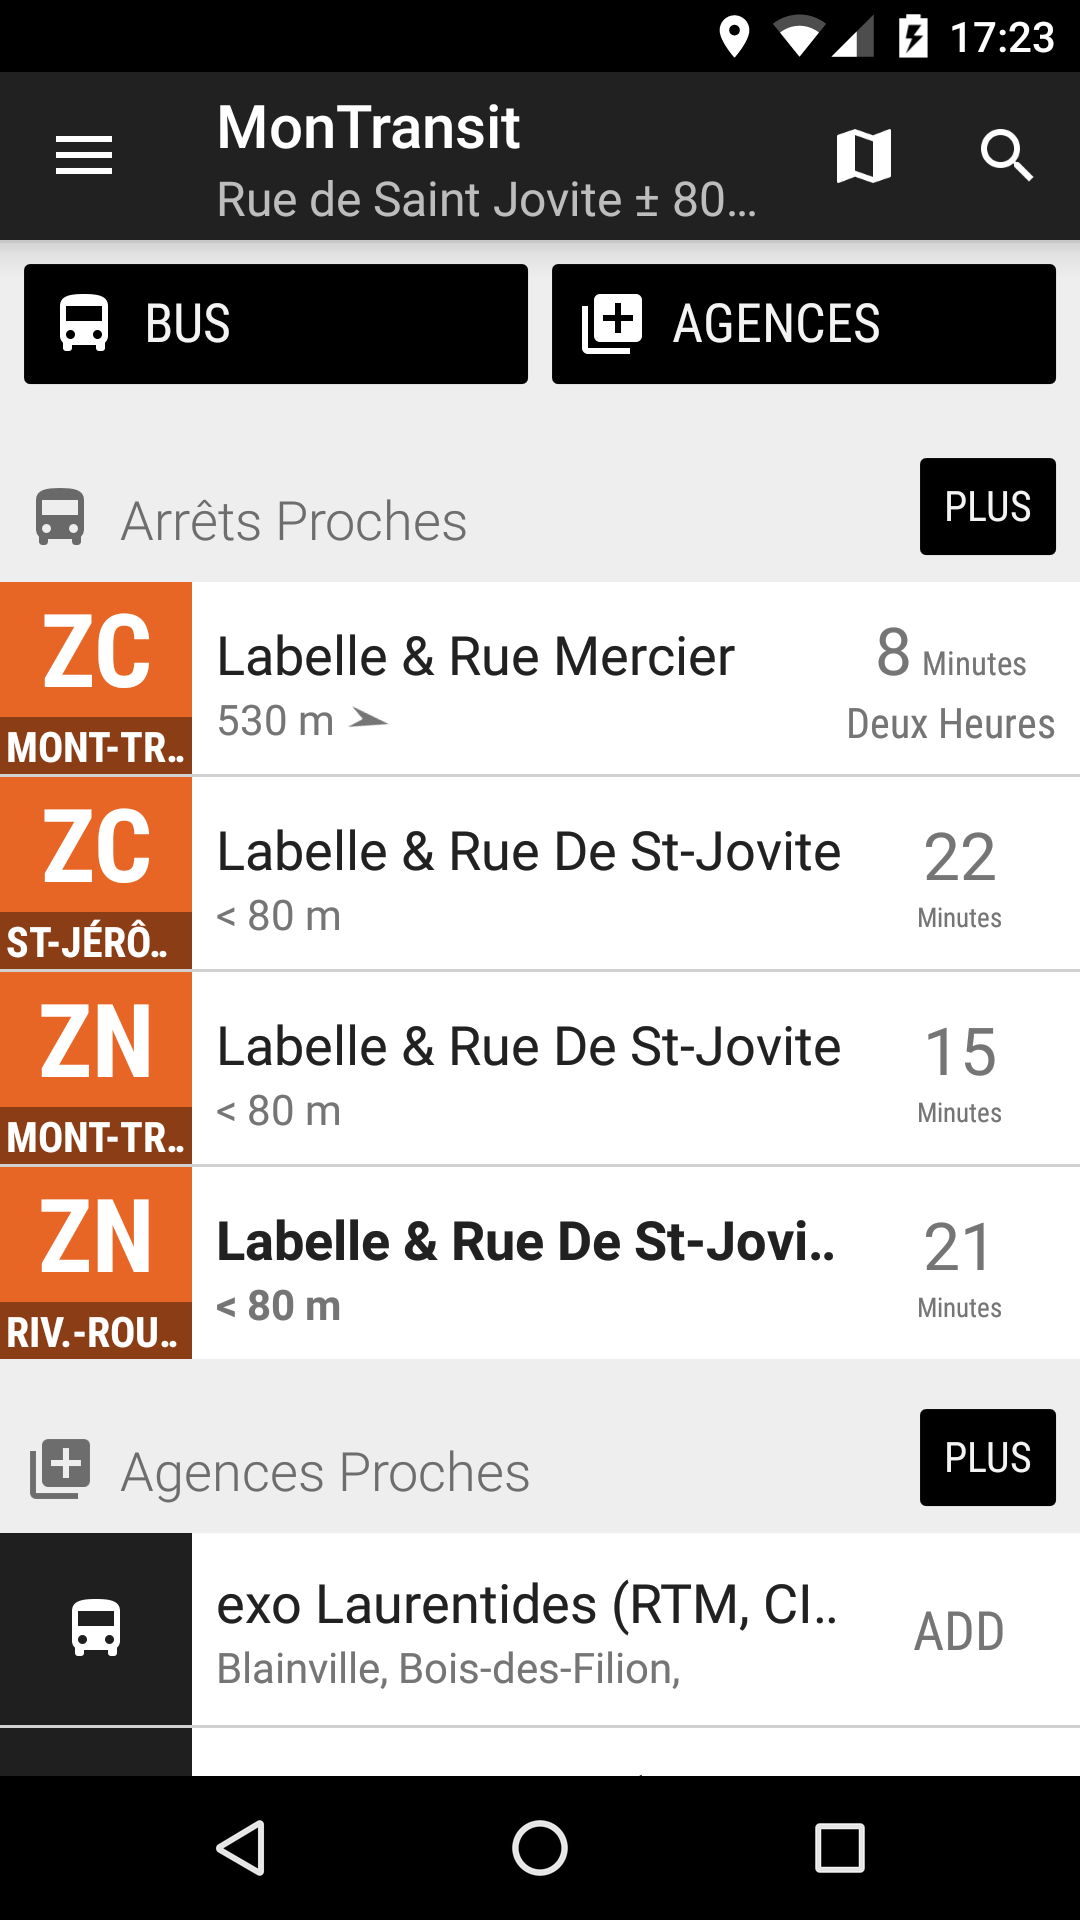 17:23
MonTransit
Rue de Saint Jovite ± 80...
BUS
AGENCES
Arrêts Proches
PLUS
ZC
MONT-TR..
Labelle & Rue Mercier
530 m
8 Minutes
Deux Heures
ZC
ST-JÉRÔ..
Labelle & Rue De St-Jovite
< 80 m
22
Minutes
ZN
MONT-TR..
Labelle & Rue De St-Jovite
< 80 m
15
Minutes
ZN
RIV.-ROU..
Labelle & Rue De St-Jovi..
< 80 m
21
Minutes
Agences Proches
PLUS
exo Laurentides (RTM, CI..
Blainville, Bois-des-Filion,
ADD